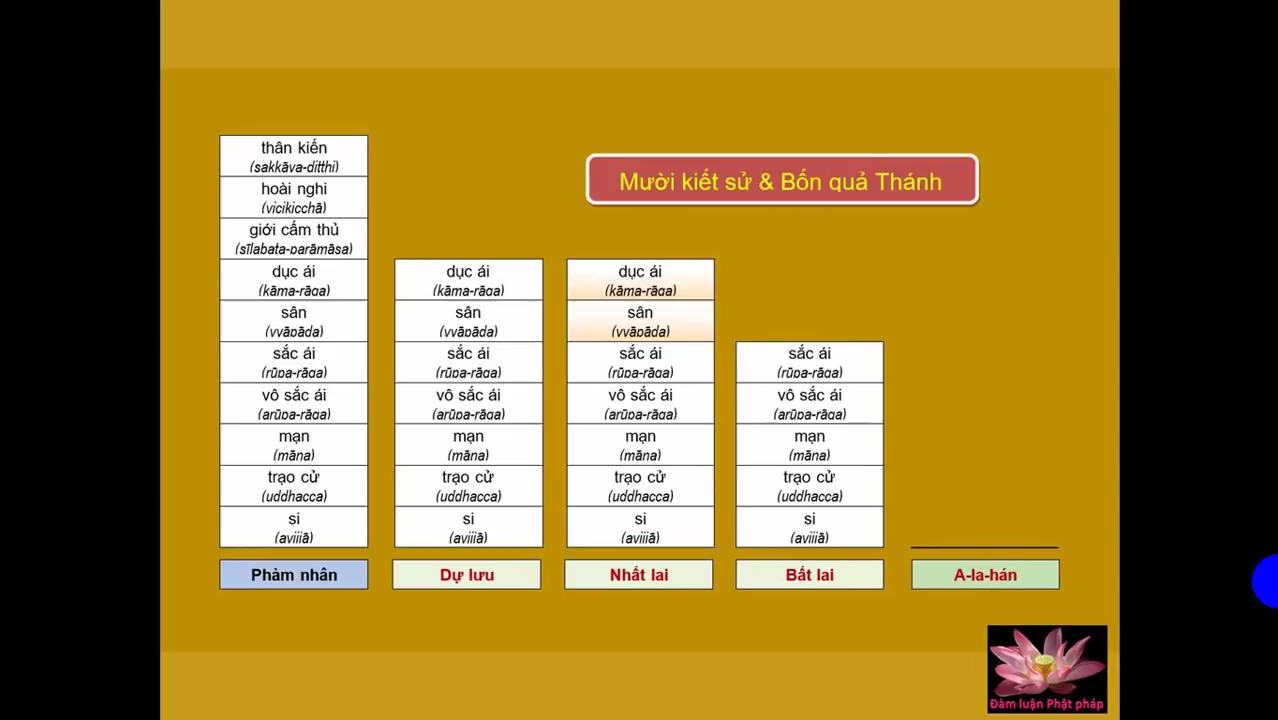 Mười kiết sử & Bốn quả Thánh
thân kiến
(sakkāya-diṭṭhi)
hoài nghi
(vicikicchā)
giới cấm thủ
(sīlabata-parāmāsa)
dục ái
(kāma-rāga)
sân
(vyāpāda)
sắc ái
(rūpa-rāga)
vô sắc ái
(arūpa-rāga)
mạn
(māna)
trạo cử
(uddhacca)
si
(avijjā)
Phàm nhân
dục ái
(kāma-rāga)
sân
(vyāpāda)
sắc ái
(rūpa-rāga)
vô sắc ái
(arūpa-rāga)
mạn
(māna)
trạo cử
(uddhacca)
si
(avijjā)
Dự lưu
dục ái
(kāma-rāga)
sân
(vyāpāda)
sắc ái
(rūpa-rāga)
vô sắc ái
(arūpa-rāga)
mạn
(māna)
trạo cử
(uddhacca)
si
(avijjā)
Nhất lai
sắc ái
(rūpa-rāga)
vô sắc ái
(arūpa-rāga)
mạn
(māna)
trạo cử
(uddhacca)
si
(avijjā)
Bất lai
A-la-hán
Đàm luận Phật pháp